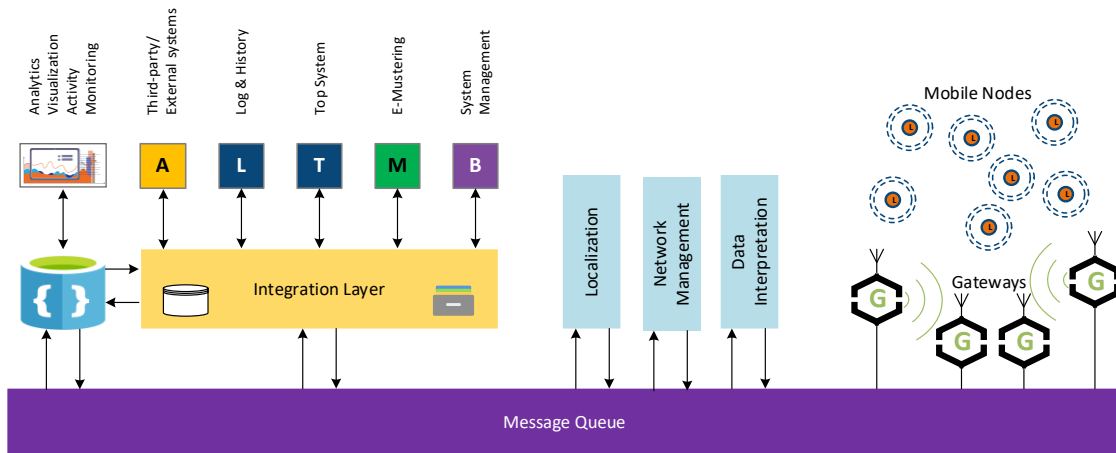 Analytics
Visualization
Activity
Monitoring
Third-party/
External systems
Log & History
Top System
E-Mustering
System
Management
A
L
T
M
B
{ }
Integration Layer
Localization
Network
Management
Data
Interpretation
Mobile Nodes
L
L
L
L
L
L
L
Gateways
G
G
G
G
Message Queue